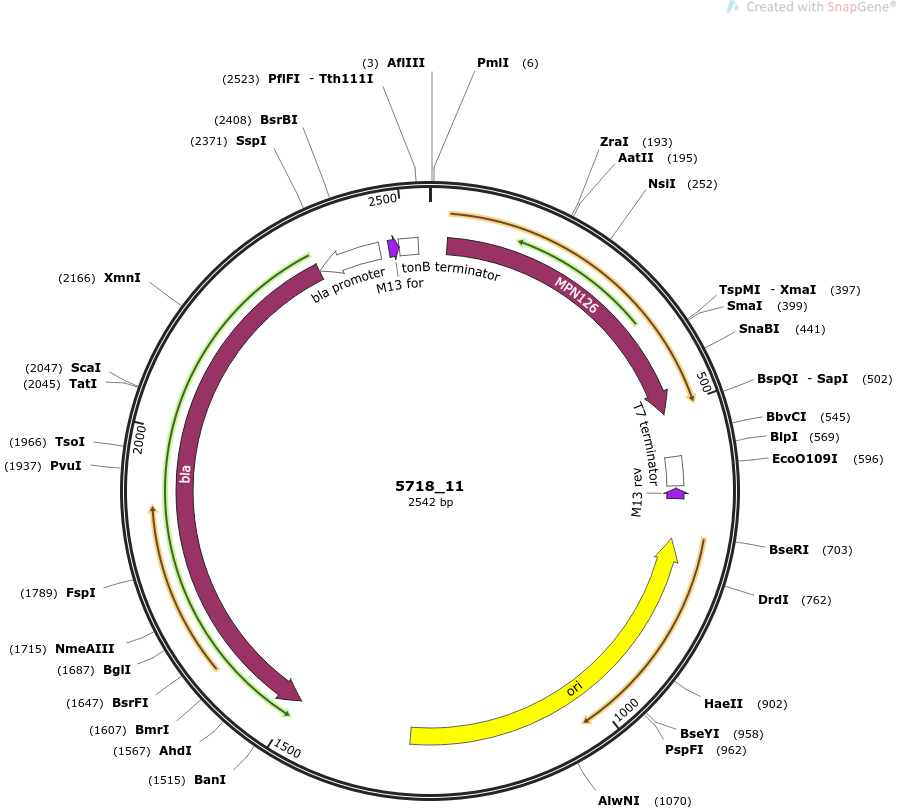 Created with SnapGene®
(3) AflIII
PmlI (6)
(2523) PflFI - Tth111I
(2408) BsrBI
(2371) SspI
ZraI (193)
AatII (195)
NsiI (252)
2500
tonB terminator
bla promoter
M13 for
MPN126
(2166) XmnI
TspMI - XmaI (397)
SmaI (399)
SnaBI (441)
(2047) ScaI
(2045) TatI
BspQI - SapI (502)
500
BbvCI (545)
BlpI (569)
EcoO109I (596)
T7 terminator
2000
(1966) TsoI
(1937) PvuI
bla
M13 rev
5718_11
2542 bp
BseRI (703)
(1789) FspI
DrdI (762)
(1715) NmeAIII
(1687) BglI
ori
(1647) BsrFI
HaeII (902)
1000
(1607) BmrI
BseYI (958)
(1567) AhdI
PspFI (962)
1500
(1515) BanI
AlwNI (1070)